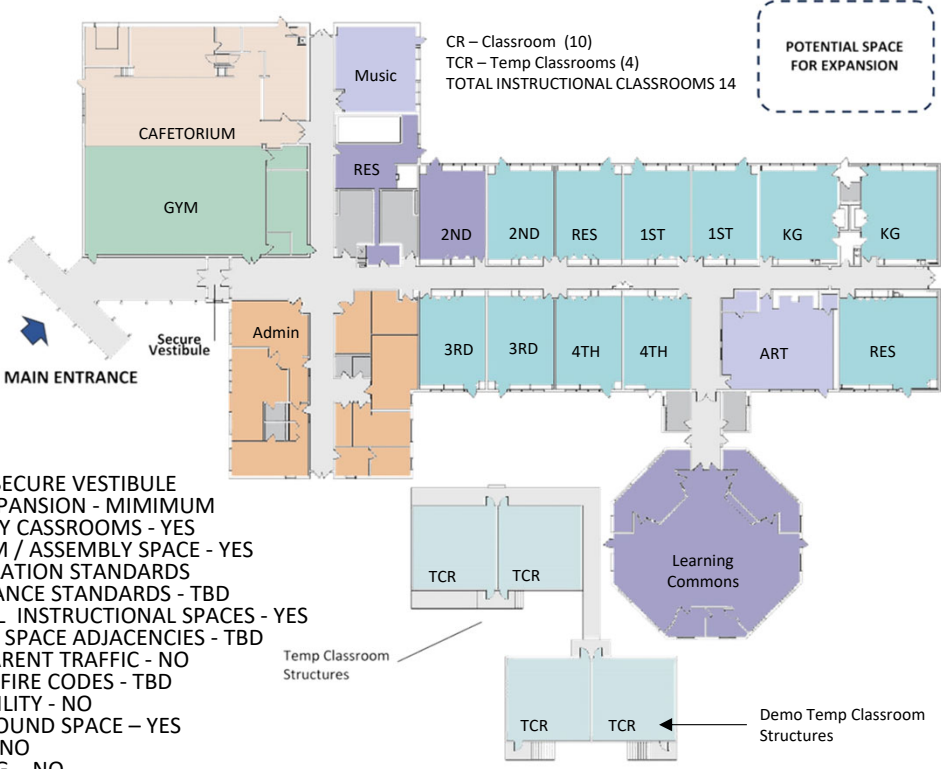 CR – Classroom (10)
TCR – Temp Classrooms (4)
TOTAL INSTRUCTIONAL CLASSROOMS 14
POTENTIAL SPACE
FOR EXPANSION
Music
CAFETORIUM
RES
GYM
2ND
2ND
RES
1ST
1ST
KG
KG
Admin
Secure
Vestibule
MAIN ENTRANCE
3RD
3RD
4TH
4TH
ART
RES
SECURE VESTIBULE
PANSION - MIMIMUM
Y CASSROOMS - YES
M / ASSEMBLY SPACE - YES
ATION STANDARDS
ANCE STANDARDS - TBD
L INSTRUCTIONAL SPACES - YES
SPACE ADJACENCIES - TBD
ARENT TRAFFIC - NO
FIRE CODES - TBD
ILITY - NO
OUND SPACE – YES
NO
G – NO
TCR
TCR
Learning
Commons
Temp Classroom
Structures
TCR
TCR
Demo Temp Classroom
Structures